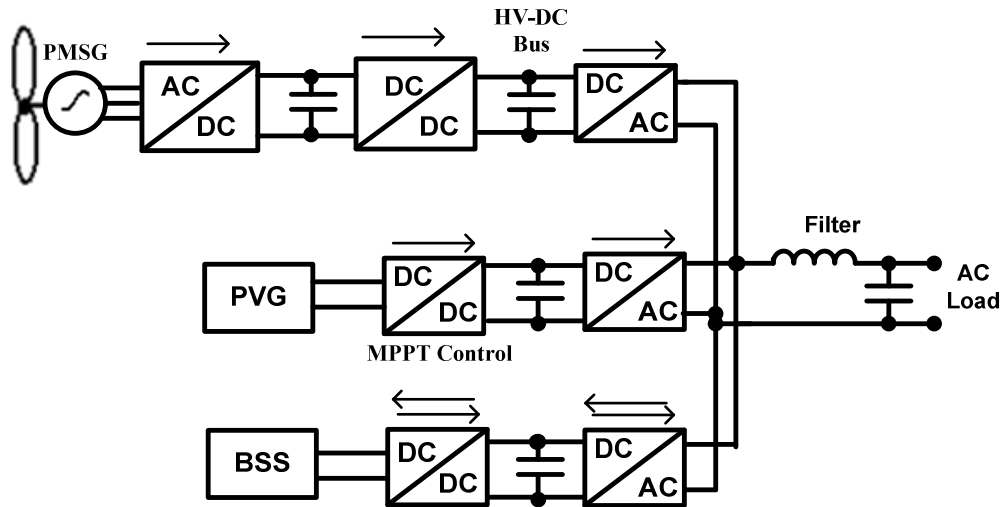 HV-DC
Bus
PMSG
AC
DC
DC
DC
DC
AC
Filter
AC
Load
PVG
DC
DC
DC
AC
MPPT Control
BSS
DC
DC
DC
AC